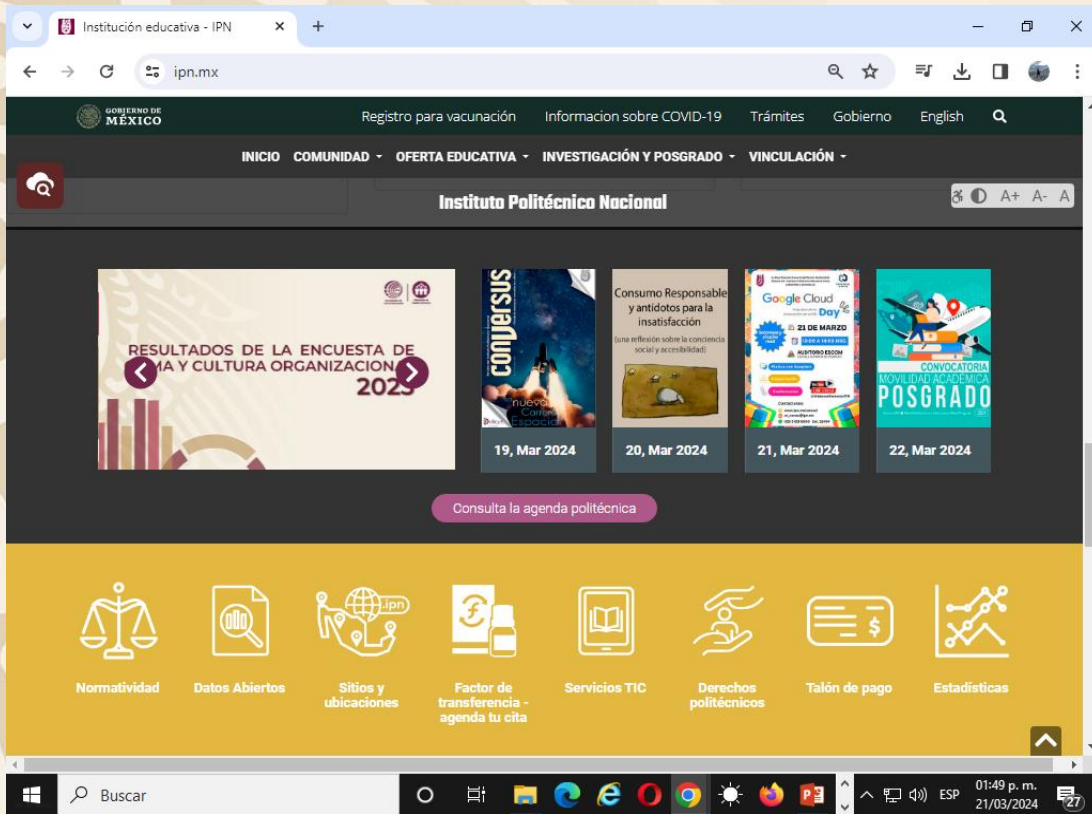 Institución educativa - IPN
ipn.mx
GOBIERNO DE
MÉXICO
Registro para vacunación
Informacion sobre COVID-19
Trámites
Gobierno
English
INICIO
COMUNIDAD
OFERTA EDUCATIVA
INVESTIGACIÓN Y POSGRADO
VINCULACIÓN
Instituto Politécnico Nacional
A+ A- A
RESULTADOS DE LA ENCUESTA DE
MA Y CULTURA ORGANIZACION
2023
conversus
Carrera
Espacial
19, Mar 2024
Consumo Responsable
y antídotos para la
insatisfacción
(una reflexión sobre la conciencia
social y accesibilidad)
20, Mar 2024
Google Cloud
Day
21 DE MARZO
AUDITORIO ESCOM
21, Mar 2024
CONVOCATORIA
MOVILIDAD ACADÉMICA
POSGRADO
22, Mar 2024
Consulta la agenda politécnica
.ipn
Normatividad
Datos Abiertos
Sitios y
ubicaciones
Factor de
transferencia -
agenda tu cita
Servicios TIC
Derechos
politécnicos
$
Talón de pago
Estadísticas
Buscar
ESP
01:49 p. m.
21/03/2024
27